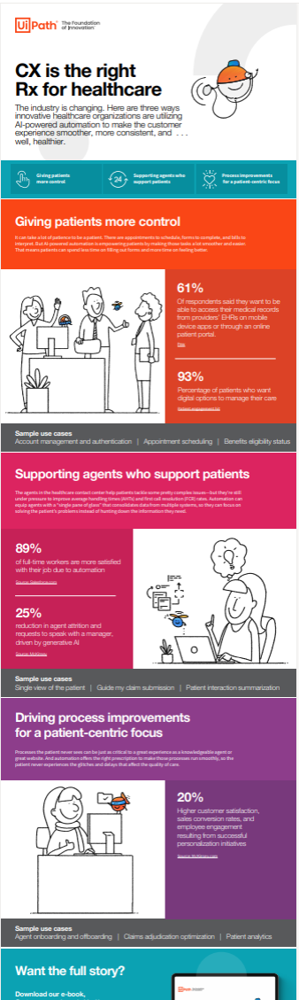 UiPath™ The Foundation
of Innovation™
CX is the right
Rx for healthcare
The industry is changing. Here are three ways
innovative healthcare organizations are utilizing
AI-powered automation to make the customer
experience smoother, more consistent, and . . .
well, healthier.
Giving patients
more control
24
Supporting agents who
support patients
Process improvements
for a patient-centric focus
Giving patients more control
It can take a lot of patience to be a patient. There are appointments to schedule, forms to complete, and bills to
interpret. But AI-powered automation is empowering patients by making those tasks a lot smoother and easier.
That means patients can spend less time on filling out forms and more time on feeling better.
61%
Of respondents said they want to be
able to access their medical records
from providers' EHRs on mobile
device apps or through an online
patient portal.
93%
Percentage of patients who want
digital options to manage their care
Sample use cases
Account management and authentication | Appointment scheduling | Benefits eligibility status
Supporting agents who support patients
The agents in the healthcare contact center help patients tackle some pretty complex issues—but they're still
under pressure to improve average handling times (AHTs) and first call resolution (FCR) rates. Automation can
equip agents with a "single pane of glass" that consolidates data from multiple systems, so they can focus on
solving the patient's problems instead of hunting down the information they need.
89%
of full-time workers are more satisfied
with their job due to automation
Source: Salesforce.com
25%
reduction in agent attrition and
requests to speak with a manager,
driven by generative AI
Source: McKinsey
Sample use cases
Single view of the patient | Guide my claim submission | Patient interaction summarization
Driving process improvements
for a patient-centric focus
Processes the patient never sees can be just as critical to a great experience as a knowledgeable agent or
great website. And automation offers the right prescription to make those processes run smoothly, so the
patient never experiences the glitches and delays that affect the quality of care.
20%
Higher customer satisfaction,
sales conversion rates, and
employee engagement
resulting from successful
personalization initiatives
Source: McKinsey.com
Sample use cases
Agent onboarding and offboarding | Claims adjudication optimization | Patient analytics
Want the full story?
Download our e-book,
UiPath